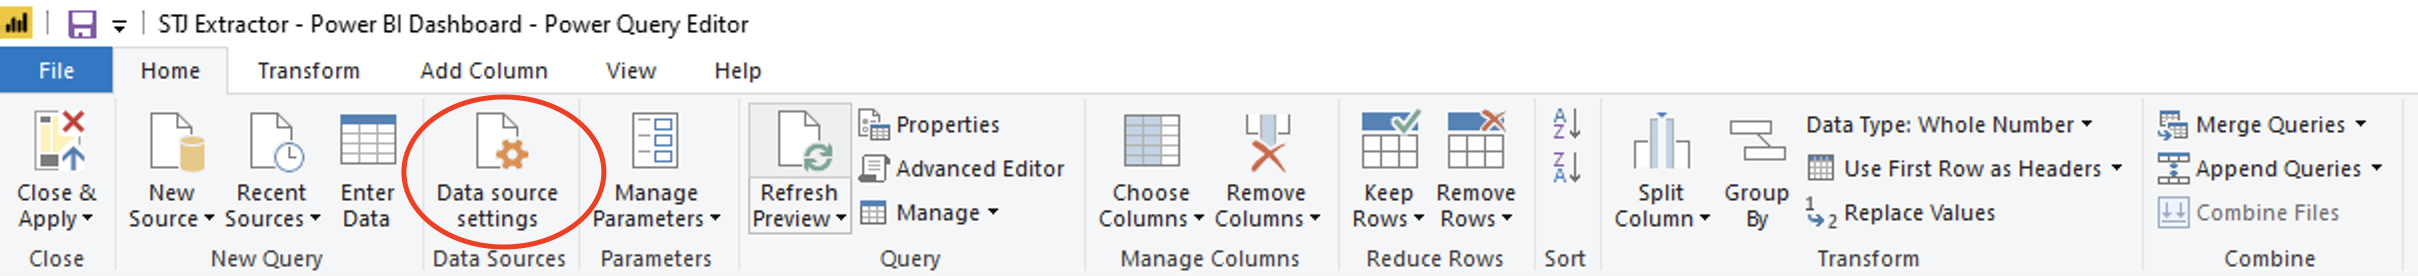 STJ Extractor - Power BI Dashboard - Power Query Editor
File Home Transform Add Column View Help
Close & Apply
Close
New Source
Recent Sources
Enter Data
New Query
Data source settings
Data Sources
Manage Parameters
Parameters
Refresh Preview
Properties
Advanced Editor
Manage
Query
Choose Columns
Remove Columns
Manage Columns
Keep Rows
Remove Rows
Reduce Rows
A
Z
Z
A
Sort
Split Column
Group By
Data Type: Whole Number
Use First Row as Headers
1 2 Replace Values
Transform
Merge Queries
Append Queries
Combine Files
Combine